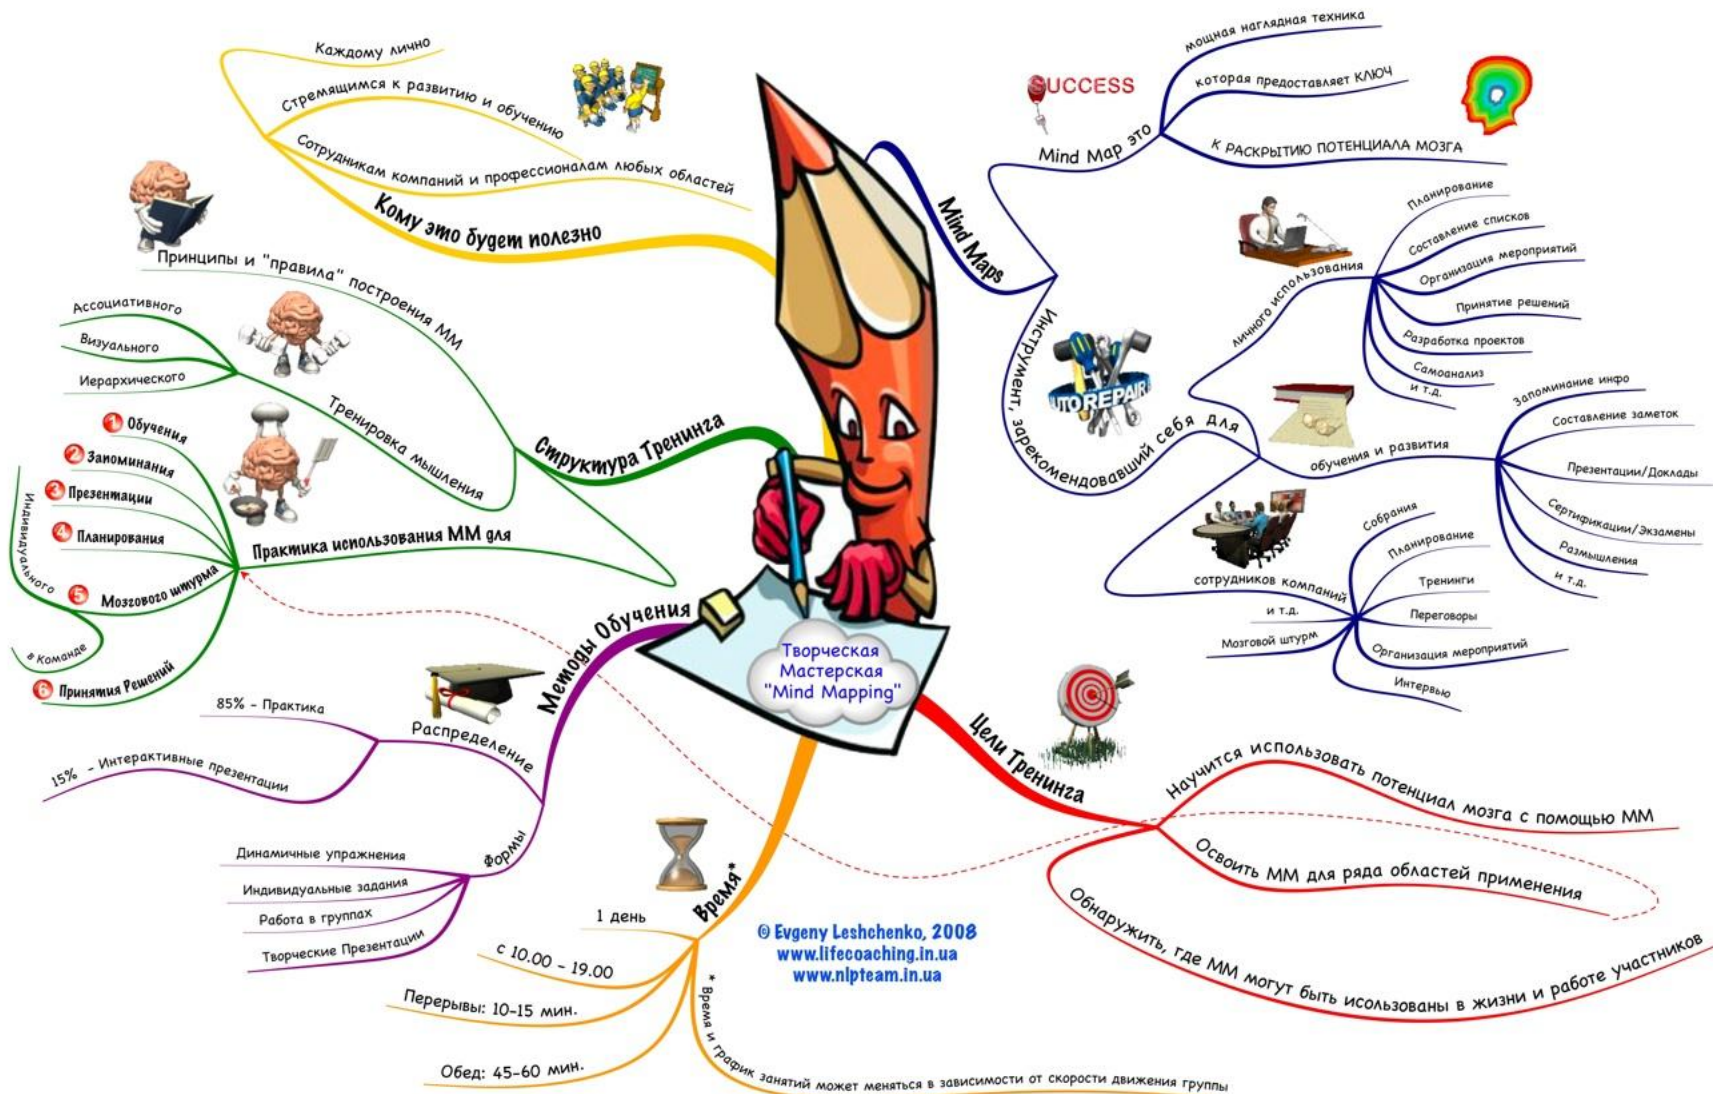 Творческая
Мастерская
"Mind Mapping"
Mind Maps
Mind Map это
мощная наглядная техника
которая предоставляет КЛЮЧ
К РАСКРЫТИЮ ПОТЕНЦИАЛА МОЗГА
SUCCESS
Инструмент, зарекомендовавший себя для
UTOREPAIR
личного использования
Планирование
Составление списков
Организация мероприятий
Принятие решений
Разработка проектов
Самоанализ
и т.д.
обучения и развития
Запоминание инфо
Составление заметок
Презентации/Доклады
Сертификации/Экзамены
Размышления
и т.д.
сотрудников компаний
Собрания
Планирование
Тренинги
Переговоры
Организация мероприятий
Интервью
Мозговой штурм
и т.д.
Цели Тренинга
Научится использовать потенциал мозга с помощью ММ
Освоить ММ для ряда областей применения
Обнаружить, где ММ могут быть исользованы в жизни и работе участников
Время*
1 день
с 10.00 - 19.00
Перерывы: 10-15 мин.
Обед: 45-60 мин.
* Время и график занятий может меняться в зависимости от скорости движения группы
Методы Обучения
Распределение
85% - Практика
15% - Интерактивные презентации
Формы
Динамичные упражнения
Индивидуальные задания
Работа в группах
Творческие Презентации
Структура Тренинга
Принципы и "правила" построения ММ
Тренировка мышления
Ассоциативного
Визуального
Иерархического
Практика использования ММ для
1 Обучения
2 Запоминания
3 Презентации
4 Планирования
5 Мозгового штурма
Индивидуального
в Команде
6 Принятия Решений
Кому это будет полезно
Каждому лично
Стремящимся к развитию и обучению
Сотрудникам компаний и профессионалам любых областей
© Evgeny Leshchenko, 2008
www.lifecoaching.in.ua
www.nlpteam.in.ua